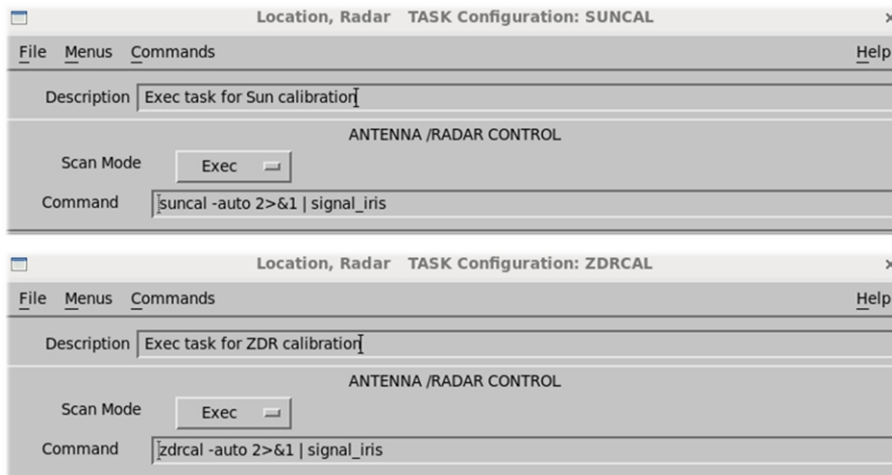 Location, Radar TASK Configuration: SUNCAL
File Menus Commands Help
Description Exec task for Sun calibration
ANTENNA /RADAR CONTROL
Scan Mode Exec
Command suncal -auto 2>&1 | signal_iris
Location, Radar TASK Configuration: ZDRCAL
File Menus Commands Help
Description Exec task for ZDR calibration
ANTENNA /RADAR CONTROL
Scan Mode Exec
Command zdrcal -auto 2>&1 | signal_iris